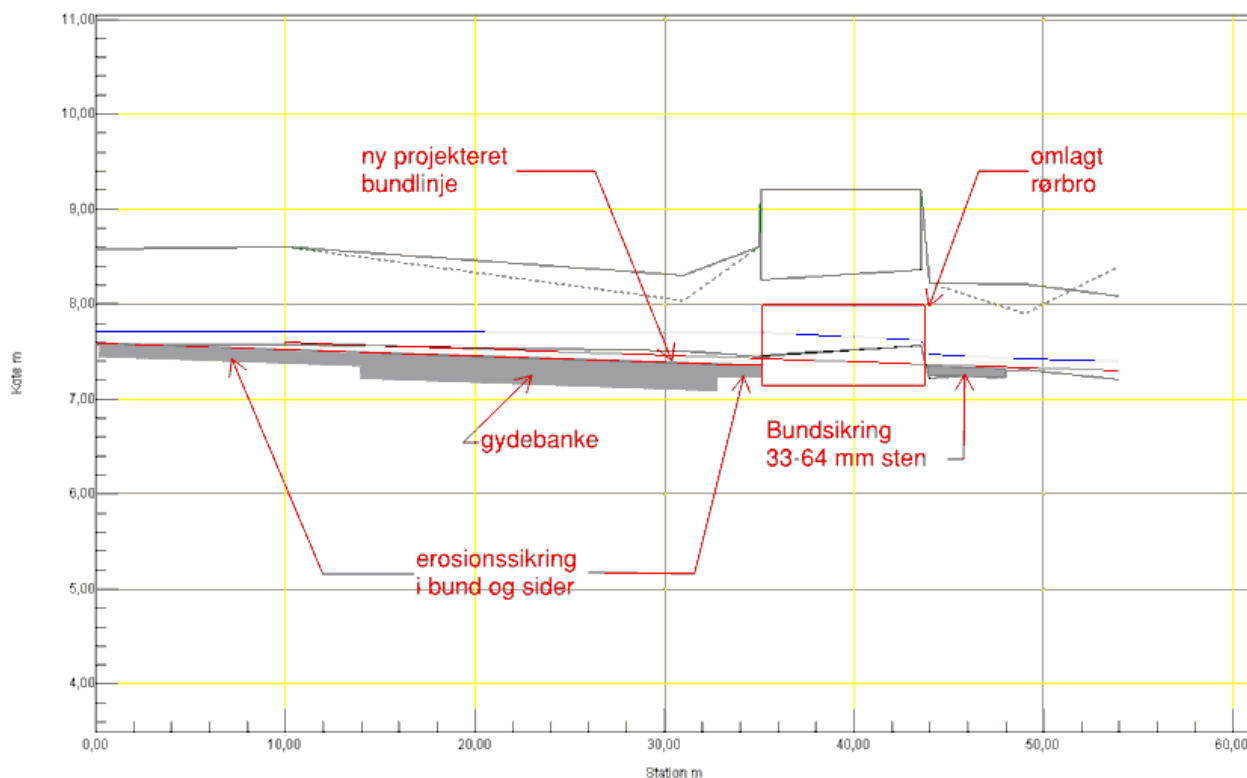 11,00
10,00
9,00
8,00
7,00
6,00
5,00
4,00
Kote m
ny projekteret
bundlinje
omlagt
rørbro
gydebanke
Bundsikring
33-64 mm sten
erosionssikring
i bund og sider
0,00 10,00 20,00 30,00 40,00 50,00 60,00
Station m